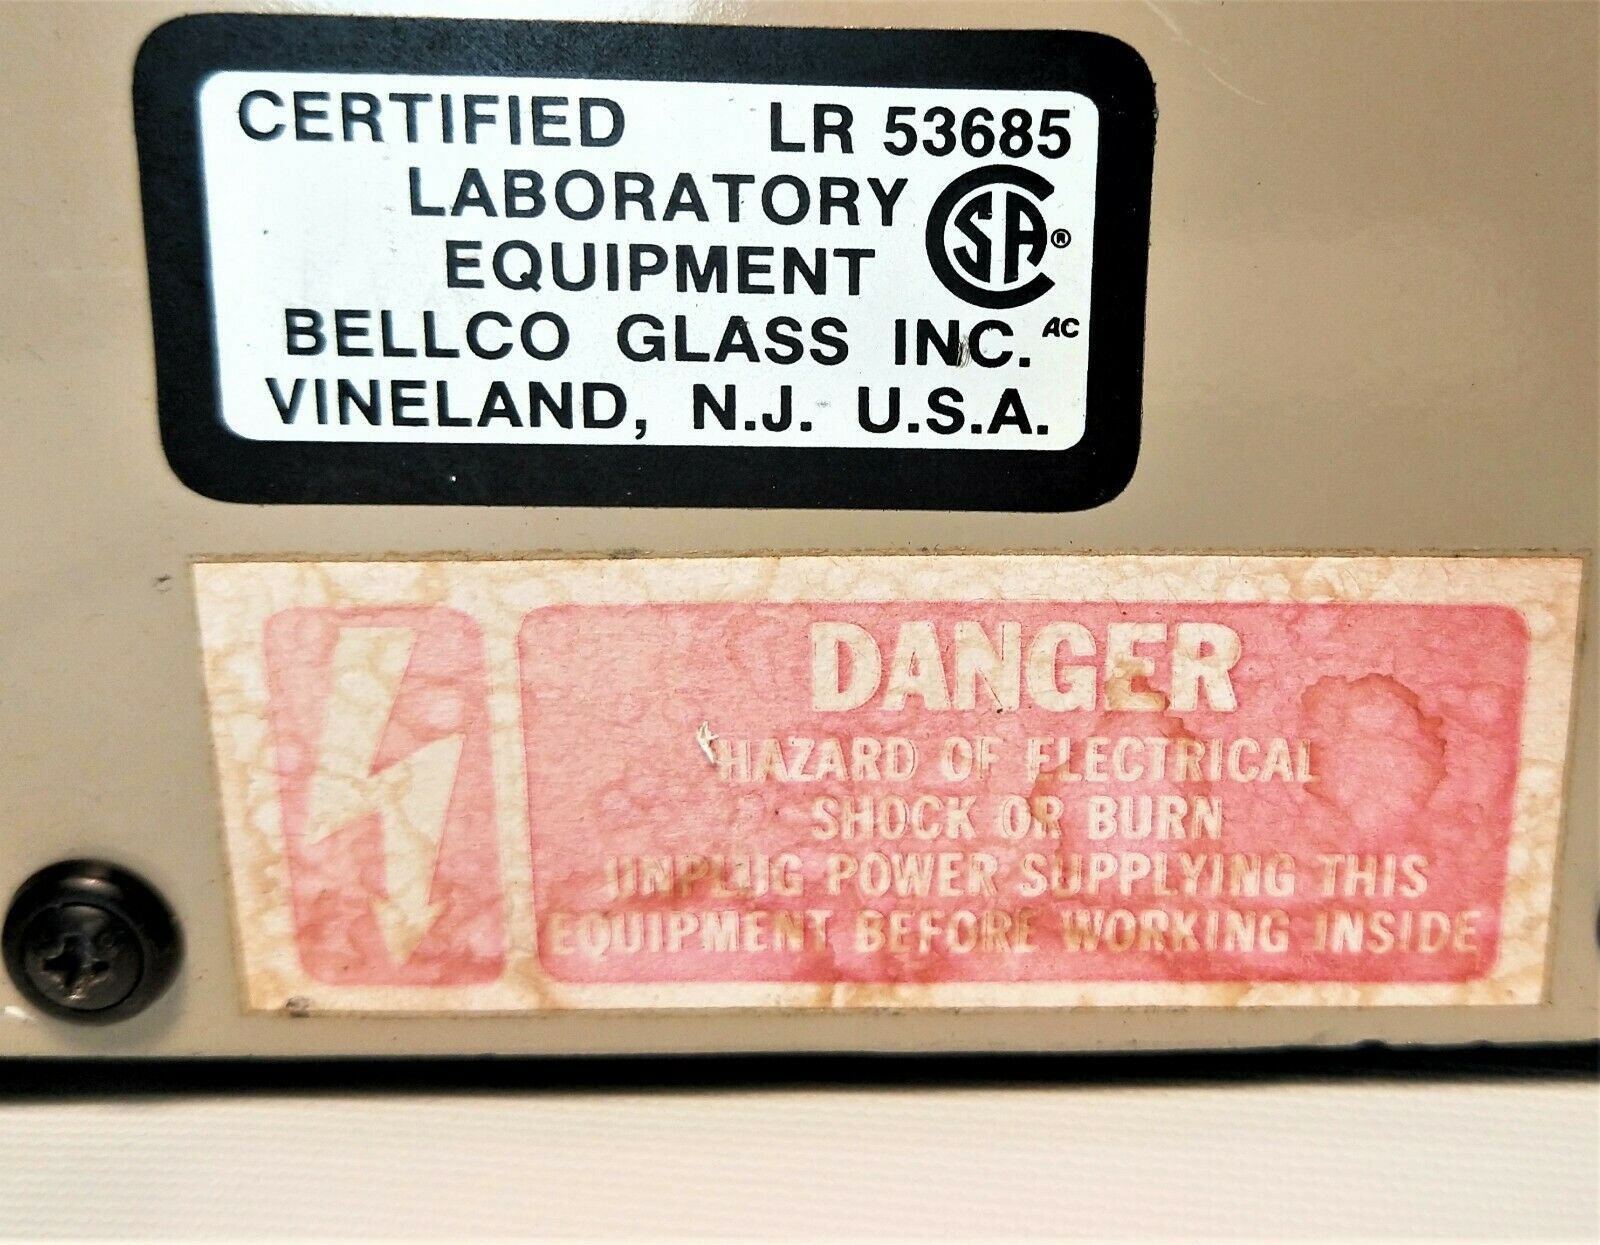 CERTIFIED LR 53685
LABORATORY
EQUIPMENT
CSA ®
BELLCO GLASS INC. AC
VINELAND, N.J. U.S.A.
DANGER
HAZARD OF ELECTRICAL
SHOCK OR BURN
UNPLUG POWER SUPPLYING THIS
EQUIPMENT BEFORE WORKING INSIDE